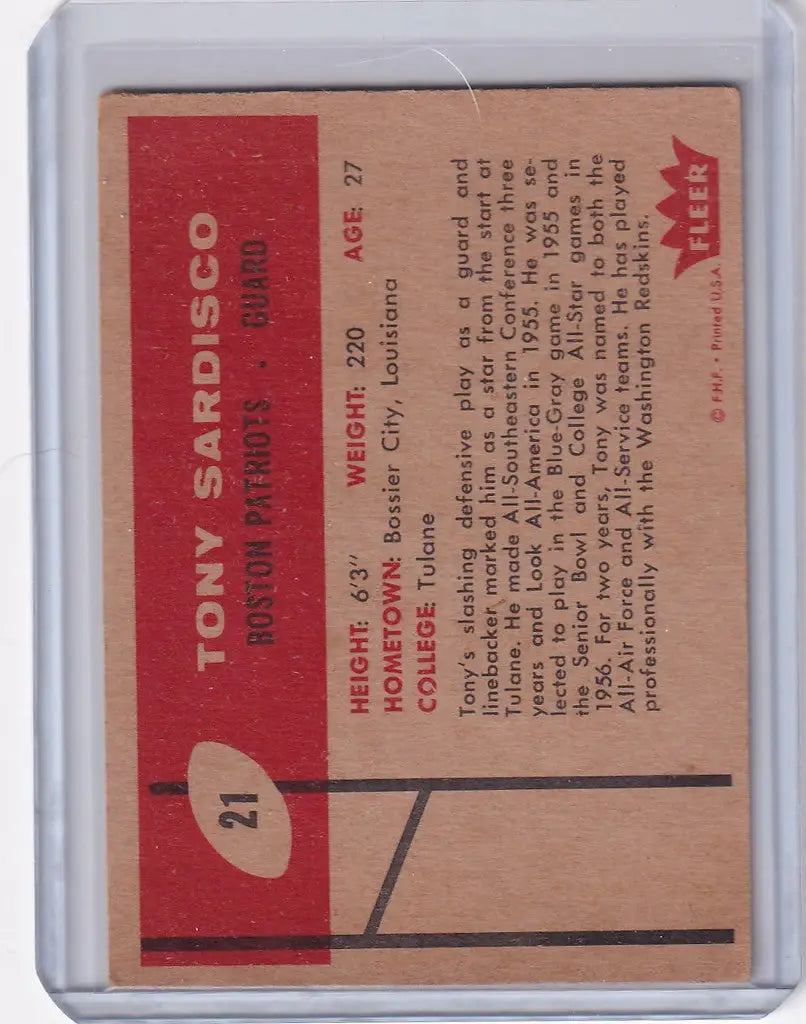 21
TONY SARDISCO
BOSTON PATRIOTS . GUARD
HEIGHT: 6'3" WEIGHT: 220 AGE: 27
HOMETOWN: Bossier City, Louisiana
COLLEGE: Tulane
Tony's slashing defensive play as a guard and
linebacker marked him as a star from the start at
Tulane. He made All-Southeastern Conference three
years and Look All-America in 1955. He was se-
lected to play in the Blue-Gray game in 1955 and
the Senior Bowl and College All-Star games in
1956. For two years, Tony was named to both the
All-Air Force and All-Service teams. He has played
professionally with the Washington Redskins.
© F.H.F. • Printed U.S.A.
FLEER